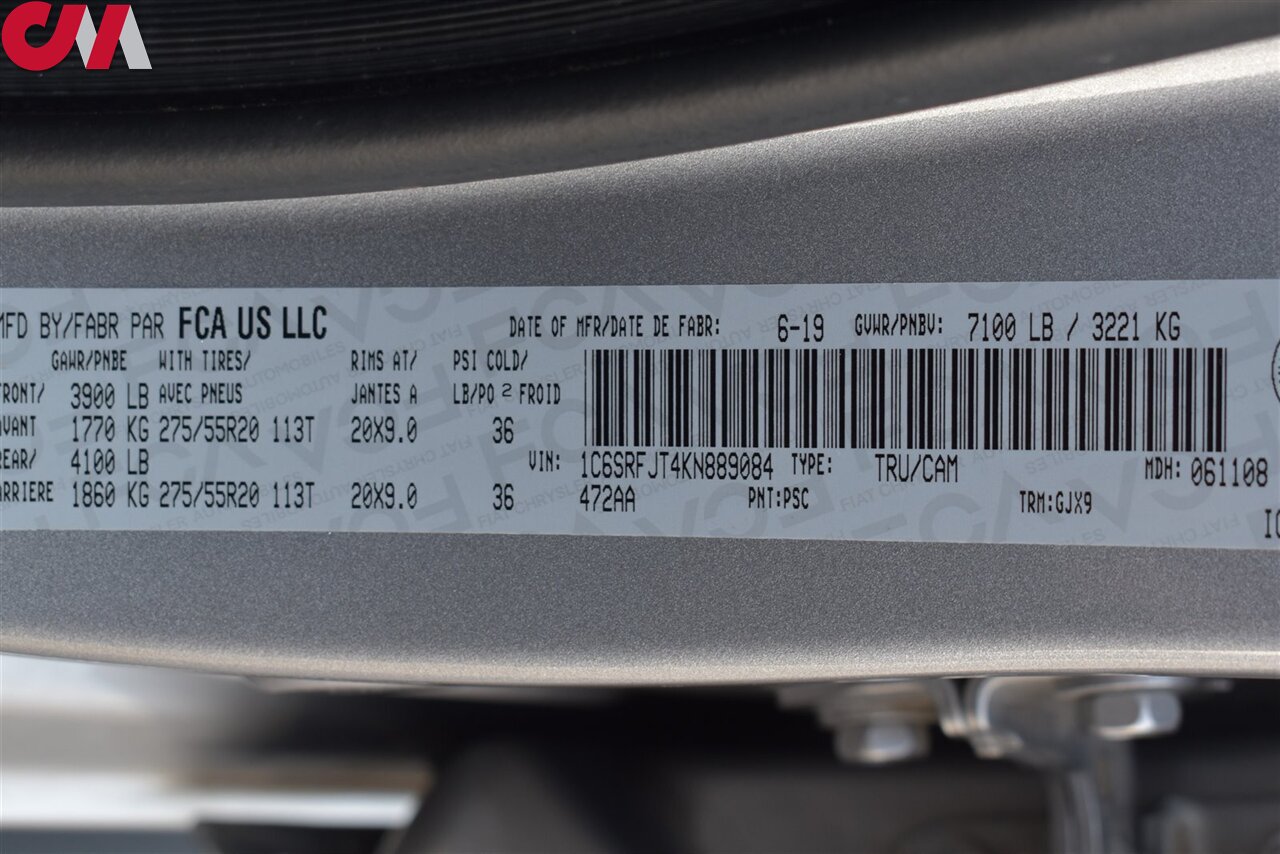 CM
MFD BY/FABR PAR FCA US LLC DATE OF MFR/DATE DE FABR: 6-19 GVWR/PNBV: 7100 LB / 3221 KG
GAWR/PNBE WITH TIRES/ RIMS AT/ PSI COLD/
FRONT/ 3900 LB AVEC PNEUS JANTES A LB/PO 2 FROID
AVANT 1770 KG 275/55R20 113T 20X9.0 36
REAR/ 4100 LB VIN: 1C6SRFJT4KN889084 TYPE: TRU/CAM MDH: 061108
ARRIERE 1860 KG 275/55R20 113T 20X9.0 36 472AA PNT:PSC TRM:GJX9